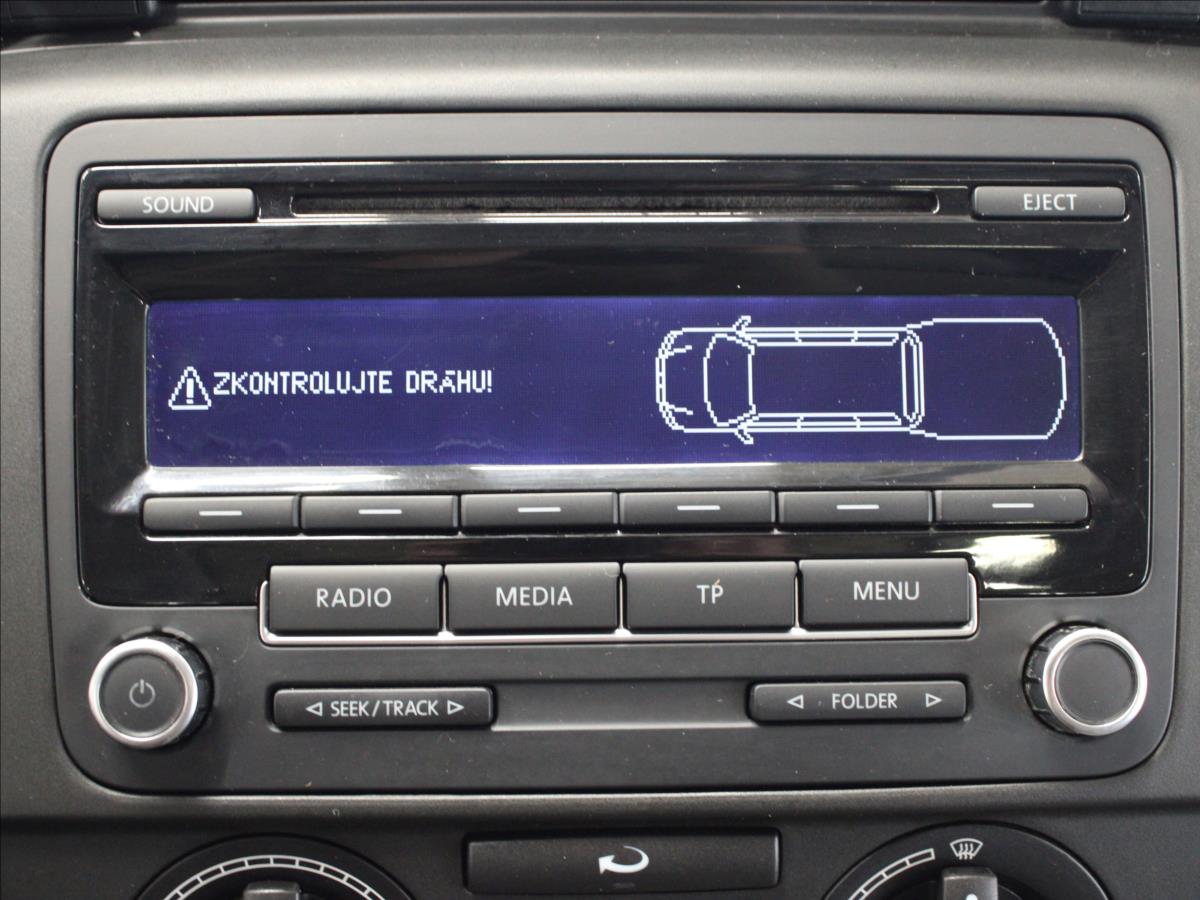 SOUND
EJECT
ZKONTROLUJTE DRÁHU!
RADIO
MEDIA
TP
MENU
SEEK/TRACK
FOLDER